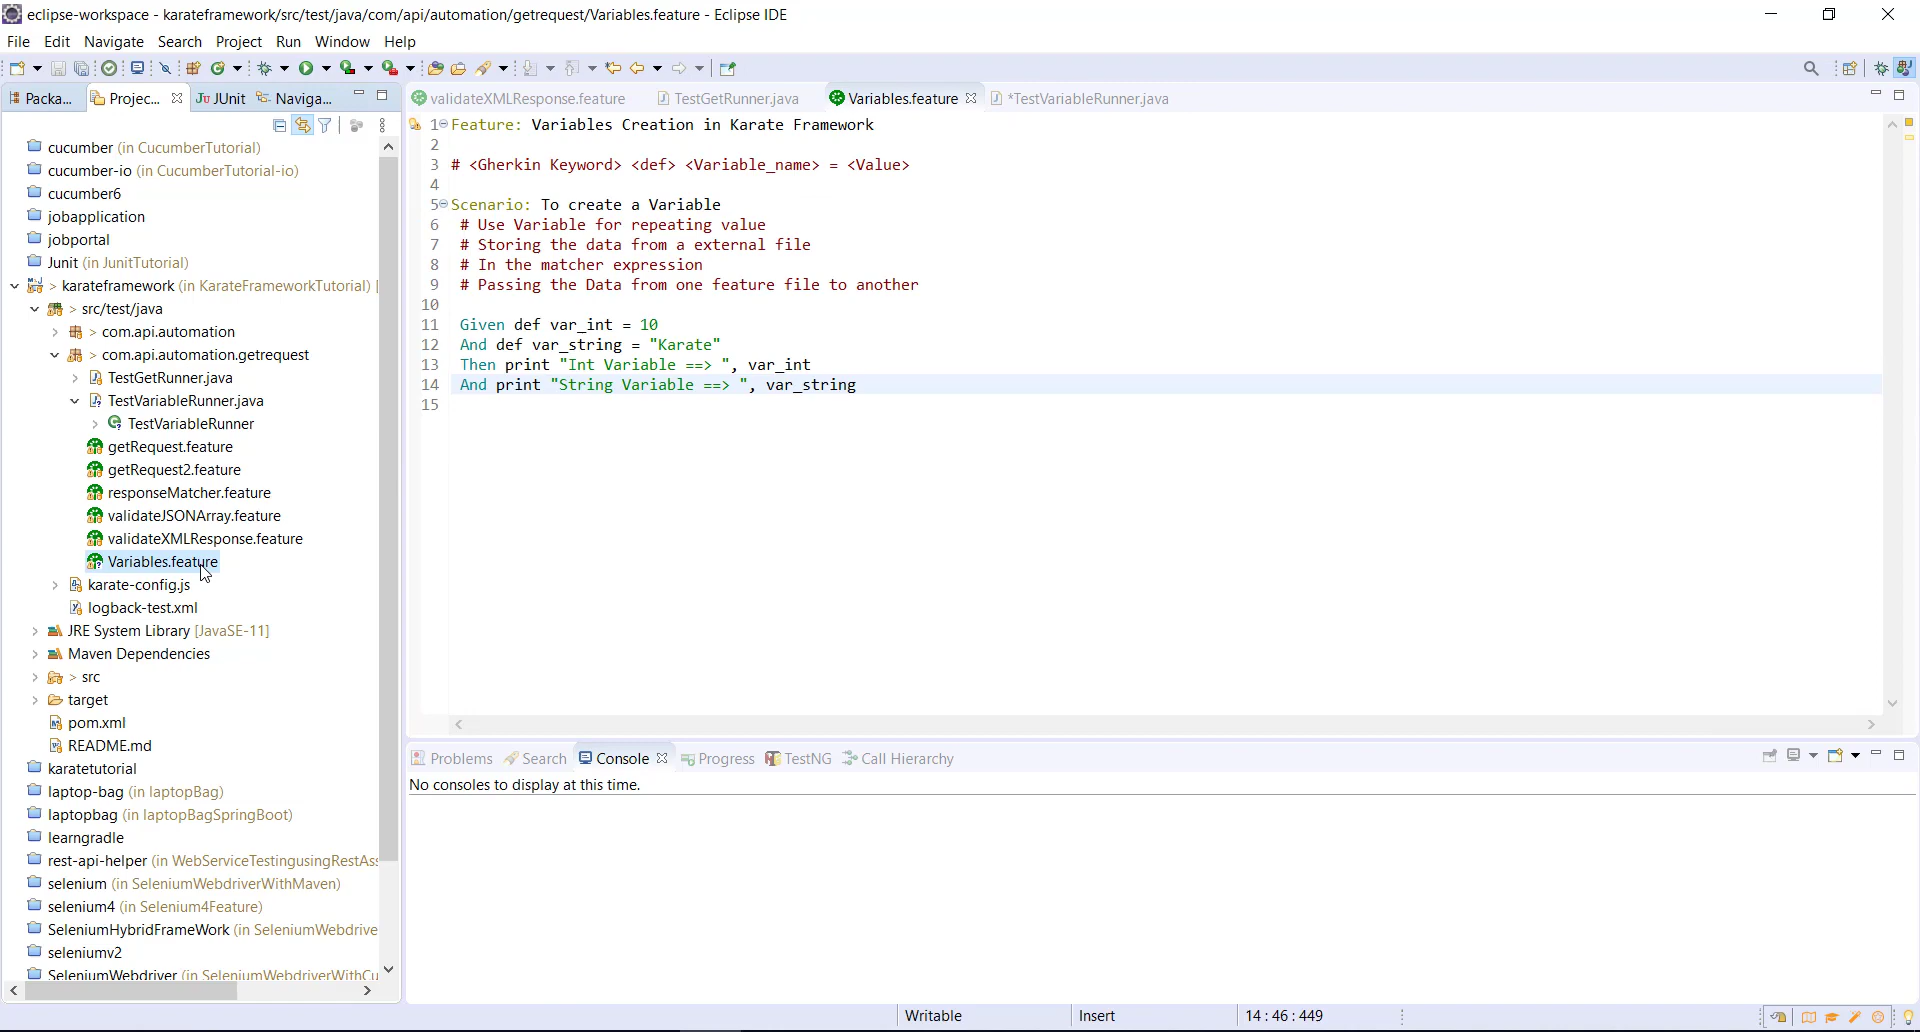 eclipse-workspace - karateframework/src/test/java/com/api/automation/getrequest/Variables.feature - Eclipse IDE
File Edit Navigate Search Project Run Window Help
Packa... Projec... JUnit Naviga...
validateXMLResponse.feature TestGetRunner.java Variables.feature *TestVariableRunner.java
cucumber (in CucumberTutorial)
cucumber-io (in CucumberTutorial-io)
cucumber6
jobapplication
jobportal
Junit (in JunitTutorial)
> karateframework (in KarateFrameworkTutorial) [
> src/test/java
> com.api.automation
> com.api.automation.getrequest
TestGetRunner.java
TestVariableRunner.java
TestVariableRunner
getRequest.feature
getRequest2.feature
responseMatcher.feature
validateJSONArray.feature
validateXMLResponse.feature
Variables.feature
karate-config.js
logback-test.xml
JRE System Library [JavaSE-11]
Maven Dependencies
> src
target
pom.xml
README.md
karatetutorial
laptop-bag (in laptopBag)
laptopbag (in laptopBagSpringBoot)
learngradle
rest-api-helper (in WebServiceTestingusingRestAs
selenium (in SeleniumWebdriverWithMaven)
selenium4 (in Selenium4Feature)
SeleniumHybridFrameWork (in SeleniumWebdrive
seleniumv2
SeleniumWebdriver (in SeleniumWebdriverWithCu
1 Feature: Variables Creation in Karate Framework
2
3 # <Gherkin Keyword> <def> <Variable_name> = <Value>
4
5 Scenario: To create a Variable
6 # Use Variable for repeating value
7 # Storing the data from a external file
8 # In the matcher expression
9 # Passing the Data from one feature file to another
10
11 Given def var_int = 10
12 And def var_string = "Karate"
13 Then print "Int Variable ==> ", var_int
14 And print "String Variable ==> ", var_string
15
Problems Search Console Progress TestNG Call Hierarchy
No consoles to display at this time.
Writable Insert 14 : 46 : 449